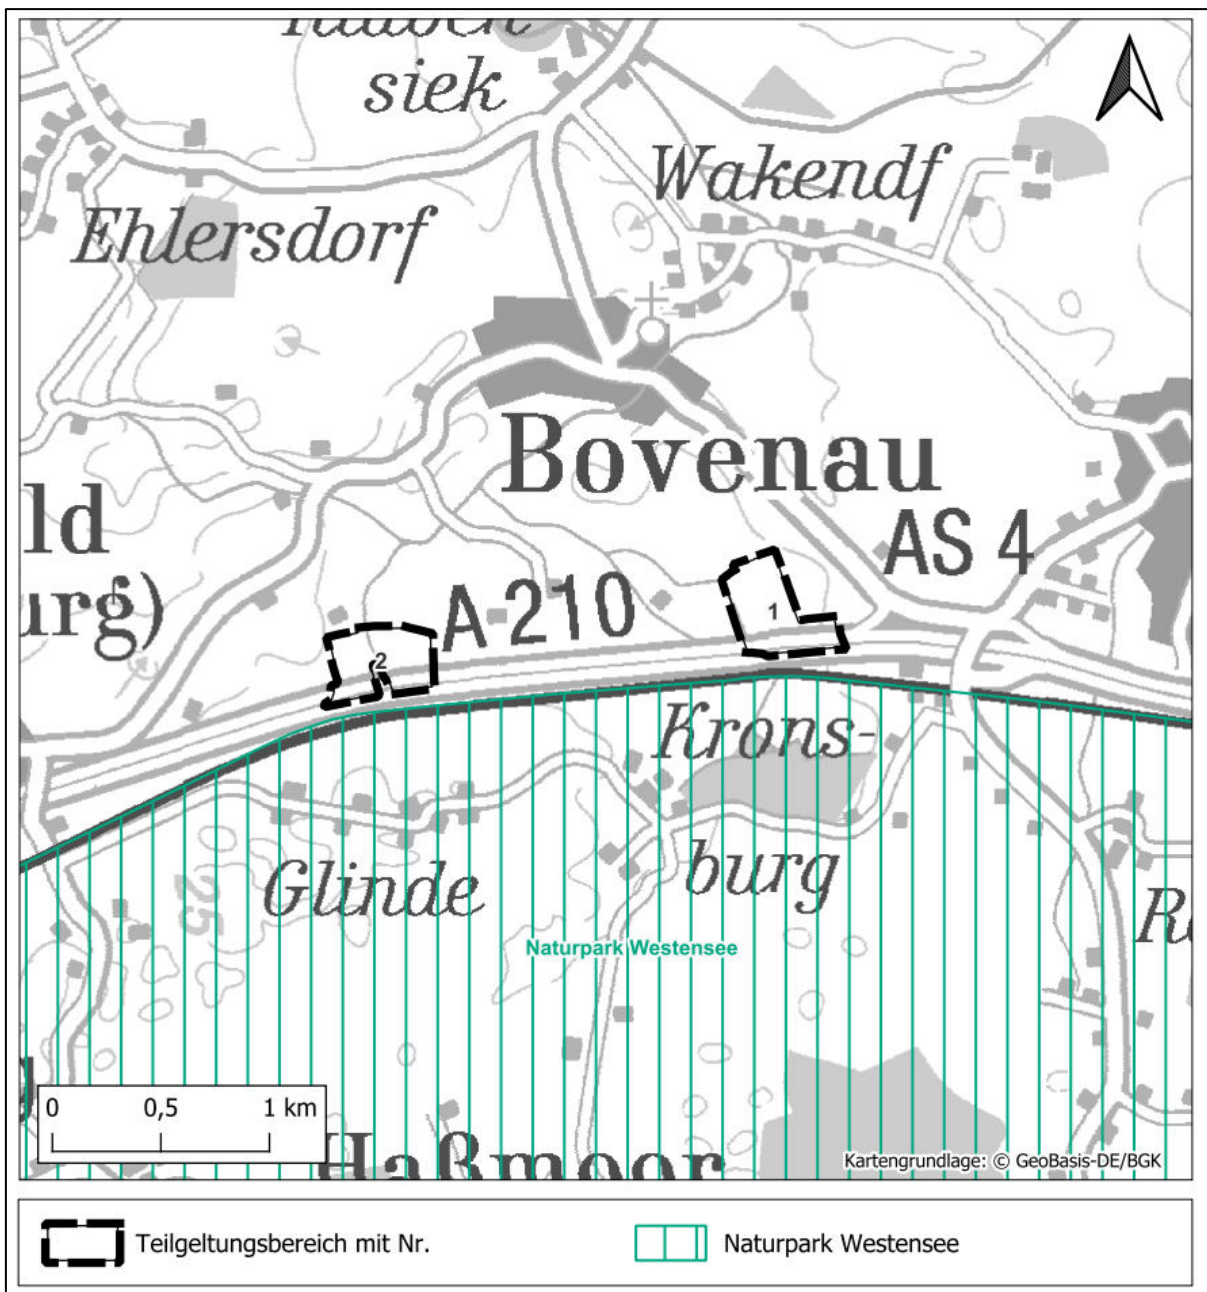 siek
Wakendf
Ehlersdorf
Bovenau
ld
AS 4
urg)
A 210
1
2
Krons-
burg
Glinde
25
Naturpark Westensee
0 0,5 1 km
Haßmoor
Kartengrundlage: © GeoBasis-DE/BGK
Teilgeltungsbereich mit Nr.
Naturpark Westensee